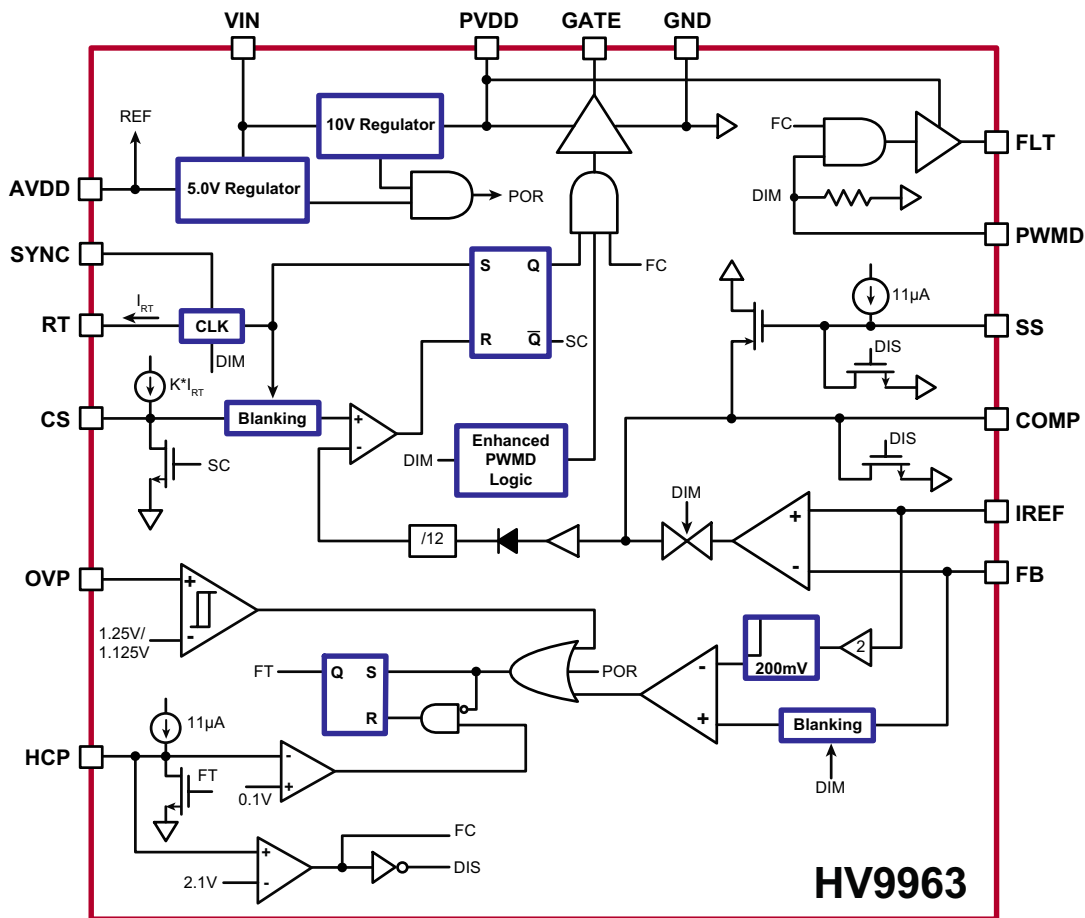 VIN
PVDD
GATE
GND
REF
10V Regulator
FC
FLT
AVDD
5.0V Regulator
POR
DIM
PWMD
SYNC
S
Q
FC
I_RT
11µA
RT
CLK
SS
R
Q̅
SC
DIM
DIS
K*I_RT
CS
Blanking
+
-
COMP
Enhanced
PWMD
Logic
DIM
DIS
SC
DIM
IREF
+
/12
-
FB
OVP
+
1.25V/
1.125V
-
2
200mV
FT
Q
S
POR
-
R
+
Blanking
11µA
HCP
-
FT
+
0.1V
DIM
FC
+
DIS
2.1V
-
HV9963